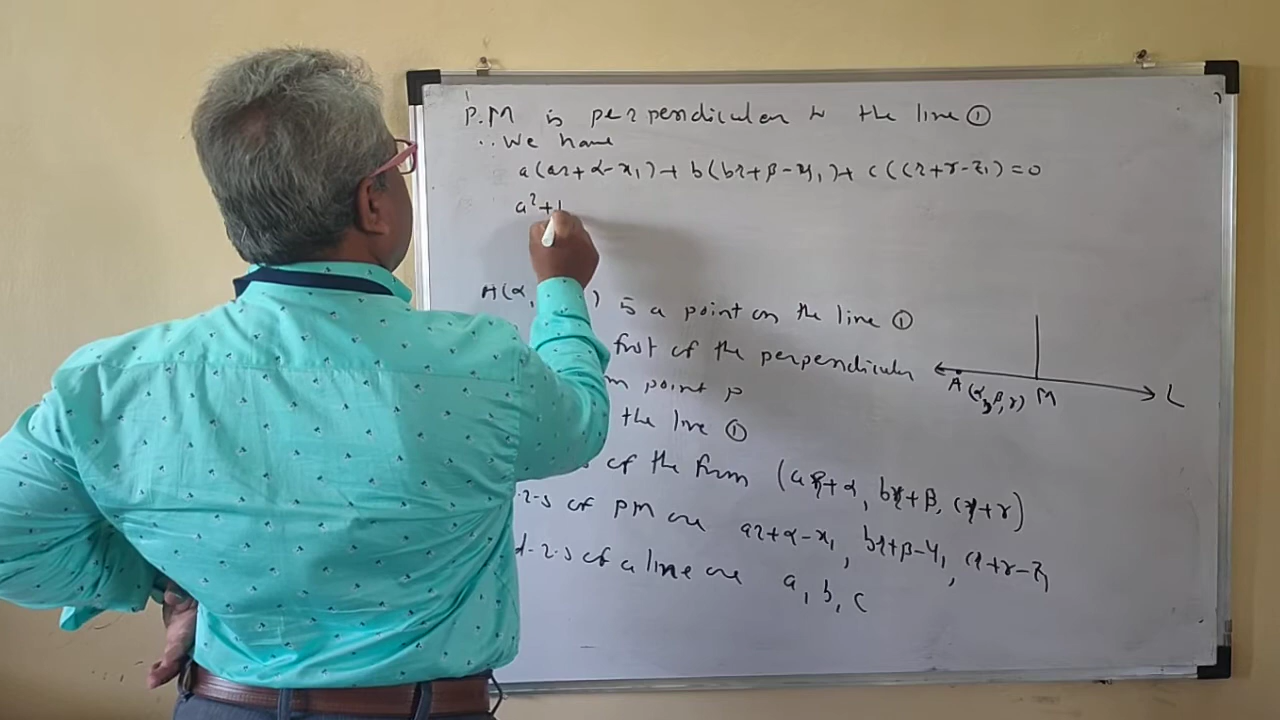 P.M is perpendicular to the line ①
∴ We have
a(ar+α-x₁)+ b(br+β-y₁)+ c(cr+γ-z₁)=0
a²+
A(α, ) is a point on the line ①
foot of the perpendicular
point P
the line ①
of the form (ar+α, br+β, cr+γ)
r-s of PM are ar+α-x₁, br+β-y₁, cr+γ-z₁
d-r-s of a line are a, b, c
A (α, β, γ) M L